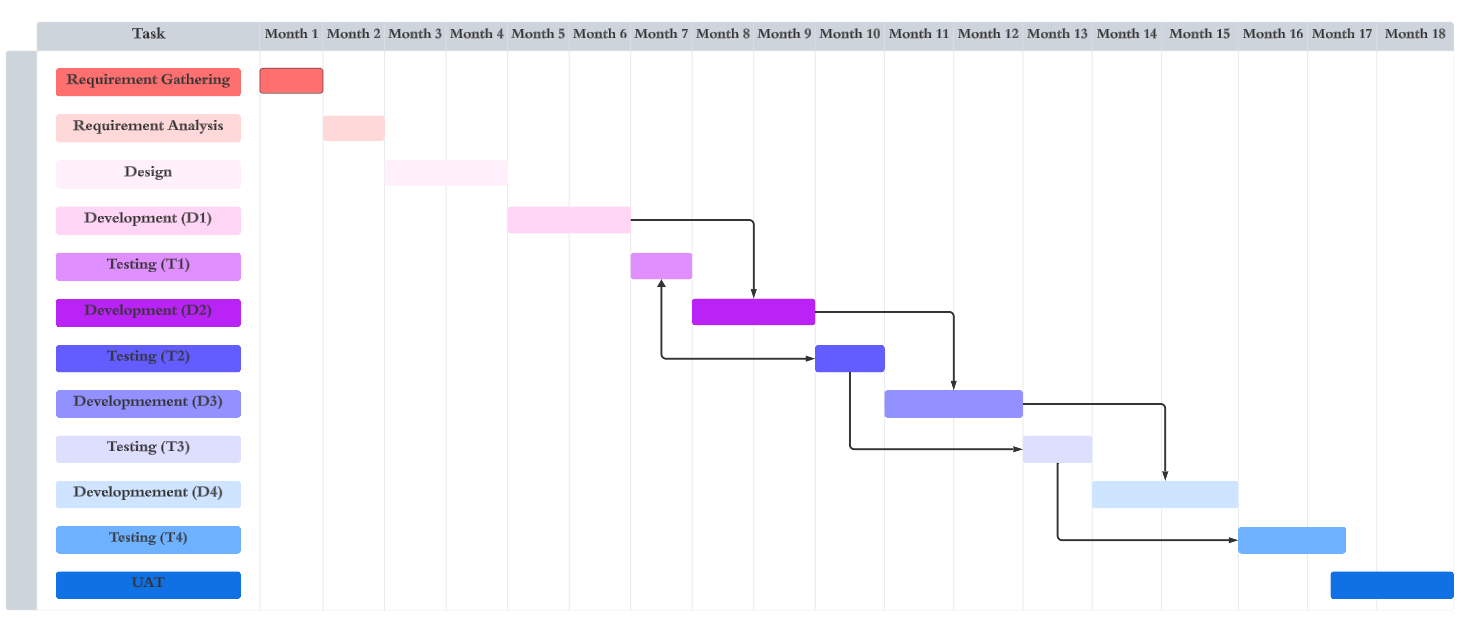 Task Month 1 Month 2 Month 3 Month 4 Month 5 Month 6 Month 7 Month 8 Month 9 Month 10 Month 11 Month 12 Month 13 Month 14 Month 15 Month 16 Month 17 Month 18
Requirement Gathering
Requirement Analysis
Design
Development (D1)
Testing (T1)
Development (D2)
Testing (T2)
Developmement (D3)
Testing (T3)
Developmement (D4)
Testing (T4)
UAT